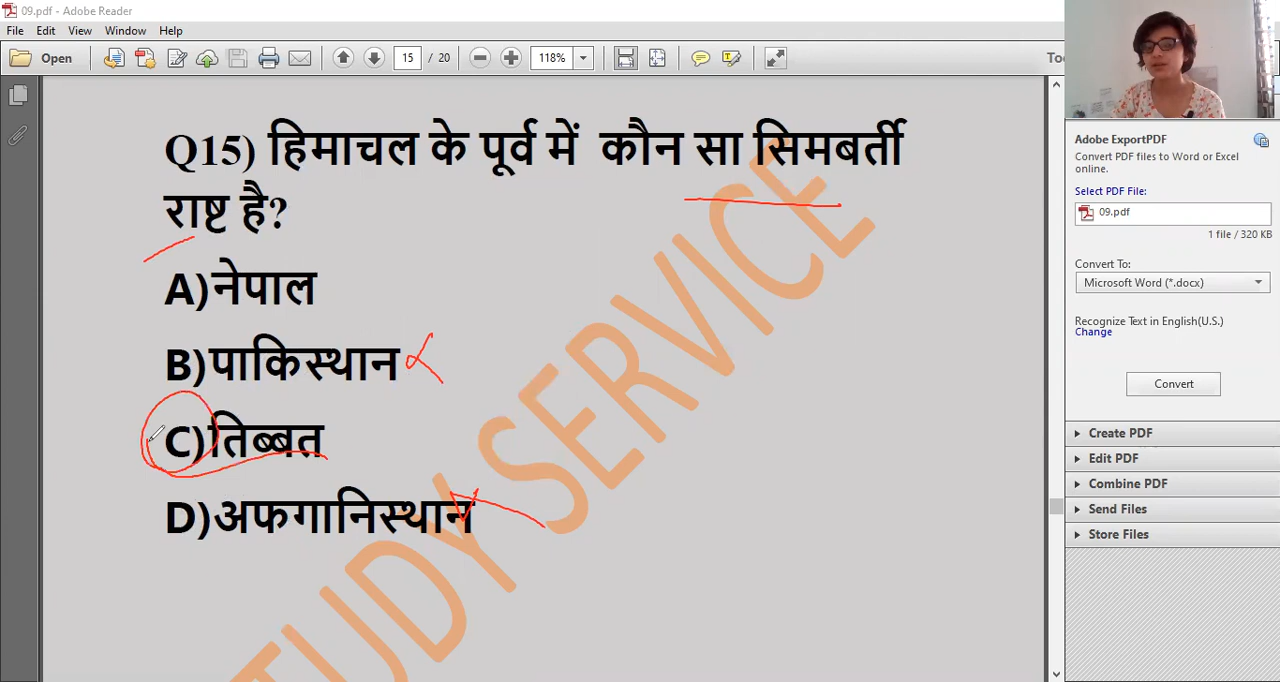 09.pdf - Adobe Reader
File Edit View Window Help
Open 15 / 20 118% To
Q15) हिमाचल के पूर्व में कौन सा सिमबर्ती
राष्ट है?
A)नेपाल
B)पाकिस्थान
C)तिब्बत
D)अफगानिस्थान
STUDY SERVICE
Adobe ExportPDF
Convert PDF files to Word or Excel
online.
Select PDF File:
09.pdf
1 file / 320 KB
Convert To:
Microsoft Word (*.docx)
Recognize Text in English(U.S.)
Change
Convert
Create PDF
Edit PDF
Combine PDF
Send Files
Store Files